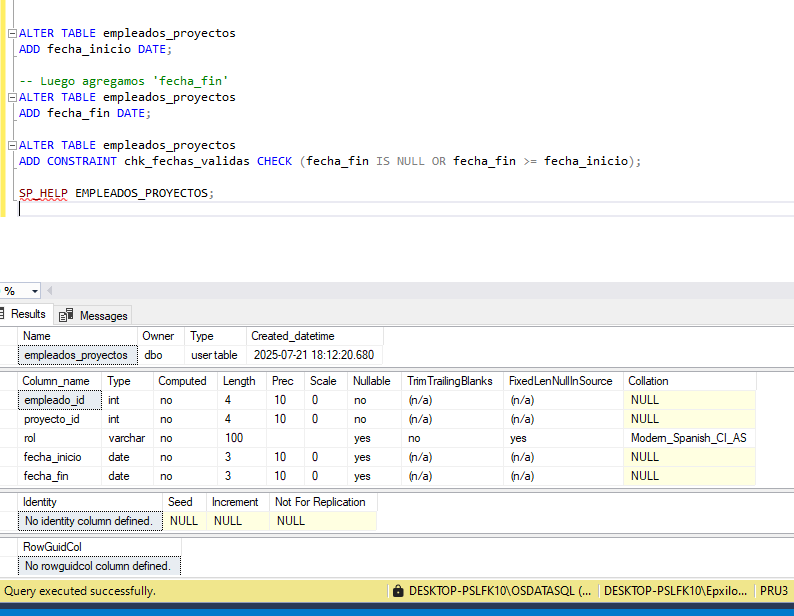 ALTER TABLE empleados_proyectos
ADD fecha_inicio DATE;
-- Luego agregamos 'fecha_fin'
ALTER TABLE empleados_proyectos
ADD fecha_fin DATE;
ALTER TABLE empleados_proyectos
ADD CONSTRAINT chk_fechas_validas CHECK (fecha_fin IS NULL OR fecha_fin >= fecha_inicio);
SP_HELP EMPLEADOS_PROYECTOS;
%
Results Messages
Name Owner Type Created_datetime
empleados_proyectos dbo user table 2025-07-21 18:12:20.680
Column_name Type Computed Length Prec Scale Nullable TrimTrailingBlanks FixedLenNullInSource Collation
empleado_id int no 4 10 0 no (n/a) (n/a) NULL
proyecto_id int no 4 10 0 no (n/a) (n/a) NULL
rol varchar no 100 yes no yes Modern_Spanish_CI_AS
fecha_inicio date no 3 10 0 yes (n/a) (n/a) NULL
fecha_fin date no 3 10 0 yes (n/a) (n/a) NULL
Identity Seed Increment Not For Replication
No identity column defined. NULL NULL NULL
RowGuidCol
No rowguidcol column defined.
Query executed successfully. DESKTOP-PSLFK10\OSDATASQL (... DESKTOP-PSLFK10\Epxilo... PRU3